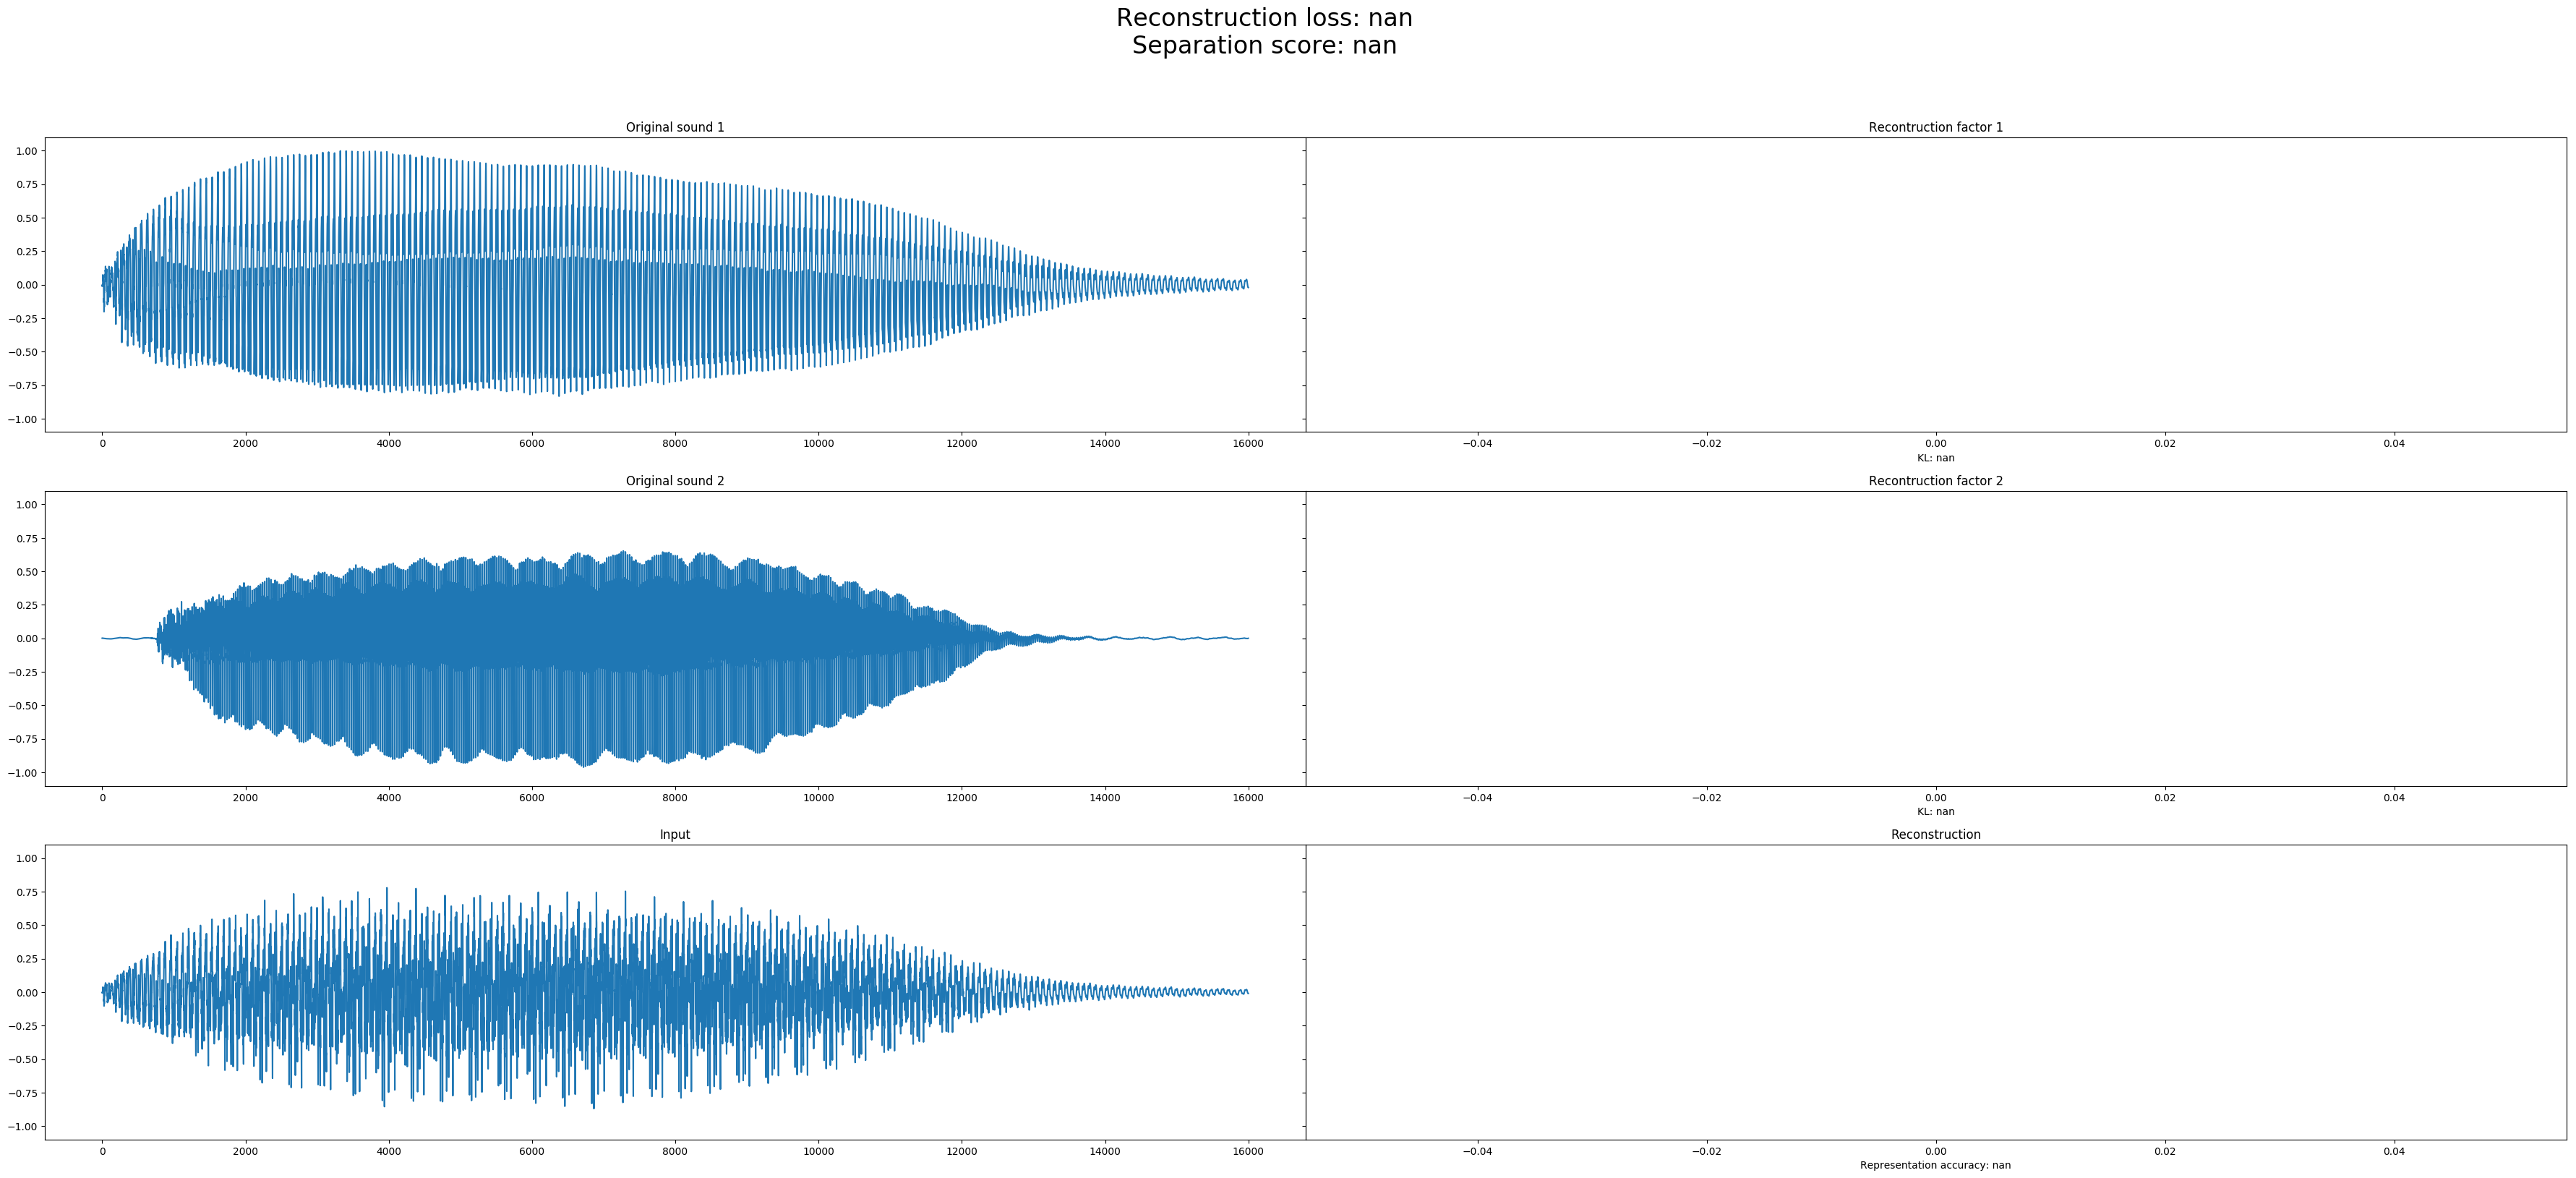 Reconstruction loss: nan
Separation score: nan
Original sound 1
Recontruction factor 1
1.00
0.75
0.50
0.25
0.00
−0.25
−0.50
−0.75
−1.00
0 2000 4000 6000 8000 10000 12000 14000 16000
−0.04 −0.02 0.00 0.02 0.04
KL: nan
Original sound 2
Recontruction factor 2
1.00
0.75
0.50
0.25
0.00
−0.25
−0.50
−0.75
−1.00
0 2000 4000 6000 8000 10000 12000 14000 16000
−0.04 −0.02 0.00 0.02 0.04
KL: nan
Input
Reconstruction
1.00
0.75
0.50
0.25
0.00
−0.25
−0.50
−0.75
−1.00
0 2000 4000 6000 8000 10000 12000 14000 16000
−0.04 −0.02 0.00 0.02 0.04
Representation accuracy: nan